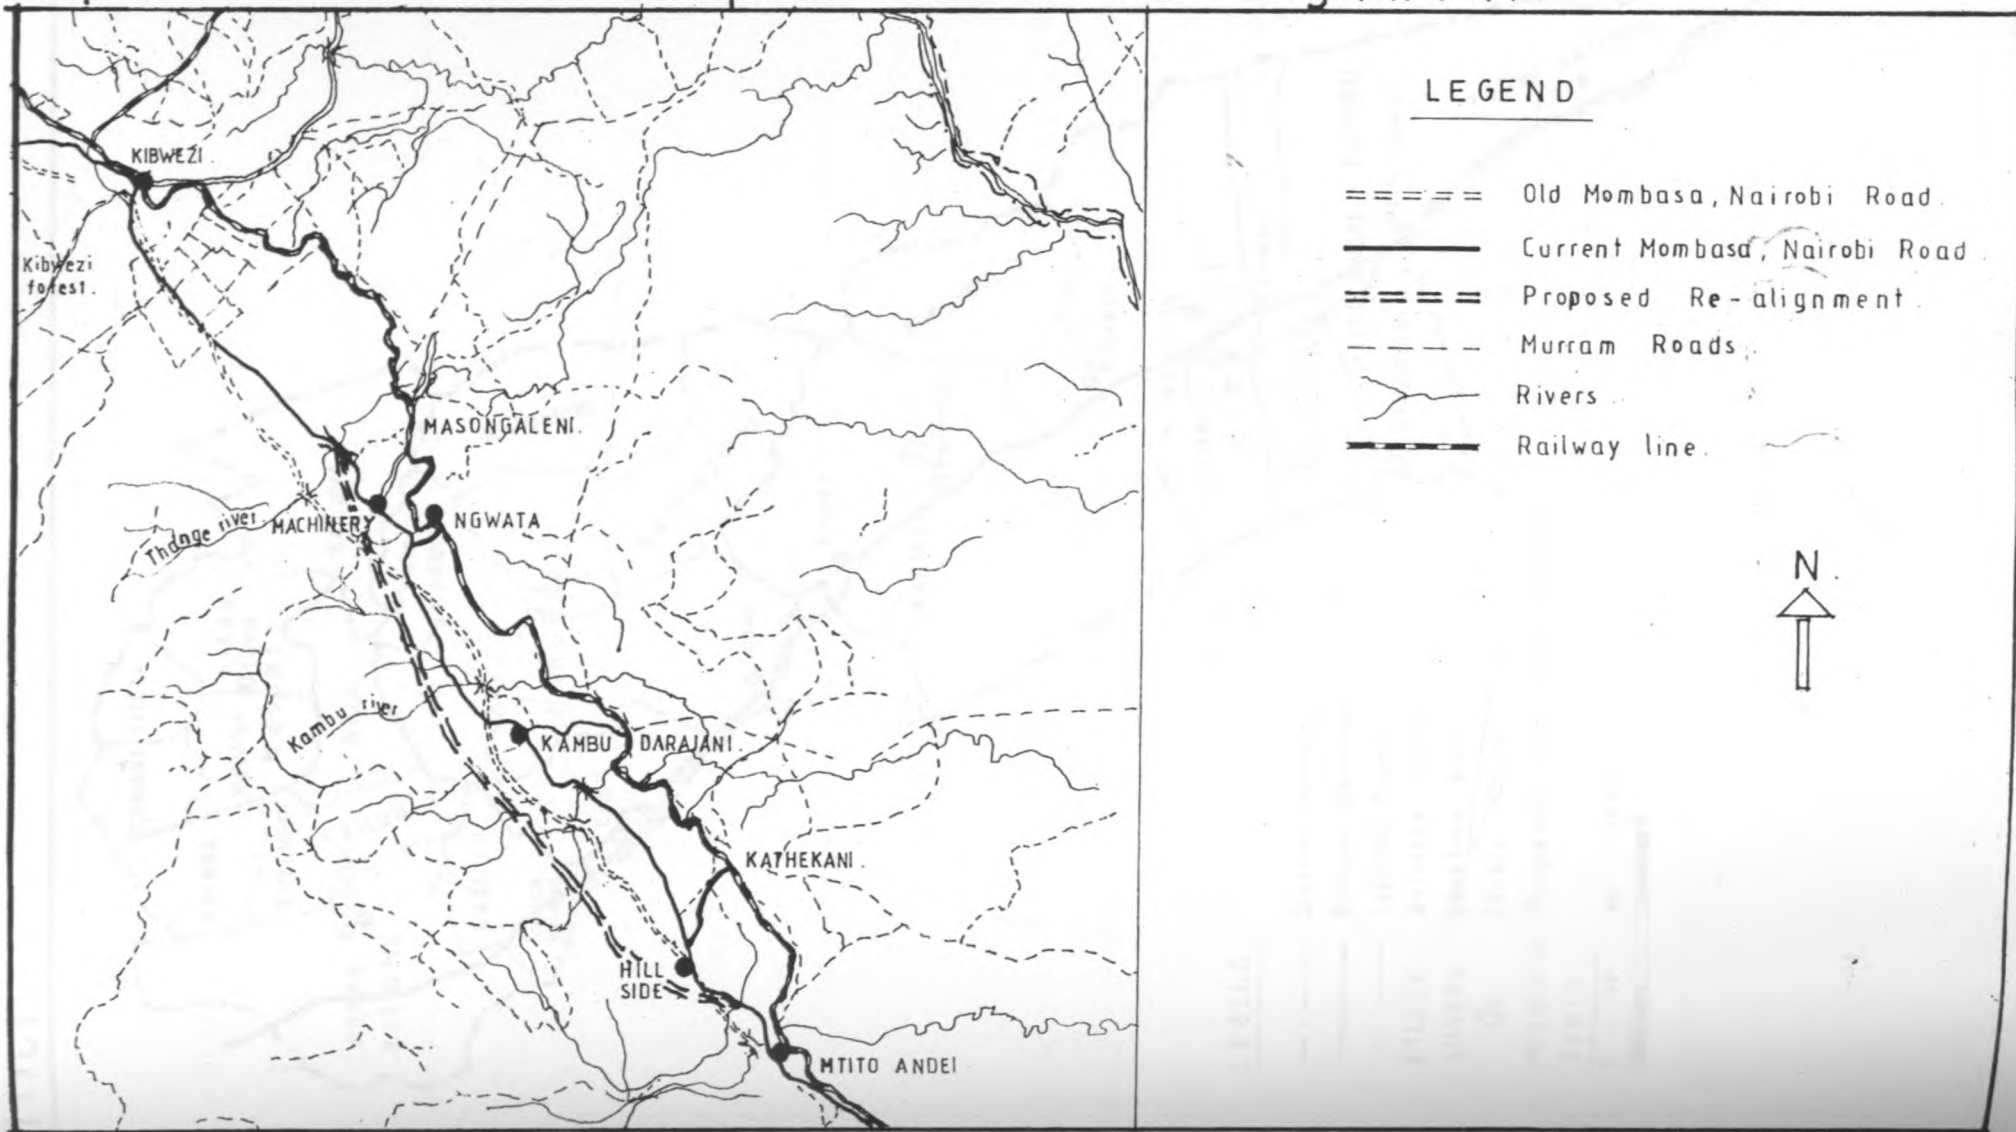 KIBWEZI.
Kibwezi
forest.
MASONGALENI.
Thange river.
MACHINERY
NGWATA
Kambu river
KAMBU
DARAJANI.
KATHEKANI.
HILL
SIDE
MTITO ANDEI
LEGEND
Old Mombasa, Nairobi Road.
Current Mombasa, Nairobi Road
Proposed Re-alignment.
Murram Roads.
Rivers
Railway line.
N.